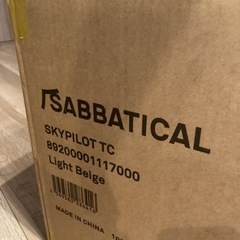 SABBATICAL
SKYPILOT TC
89200001117000
Light Beige
MADE IN CHINA